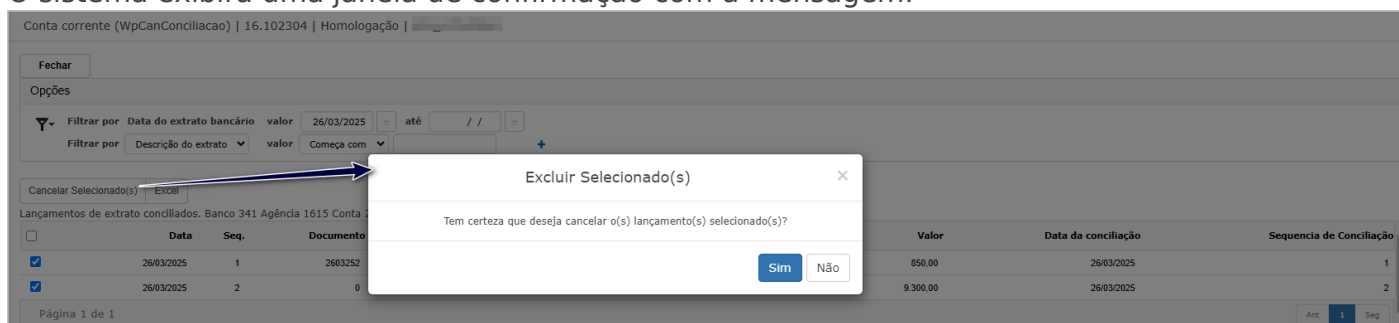 O sistema exibirá uma janela de confirmação com a mensagem:
Conta corrente (WpCanConciliacao) | 16.102304 | Homologação |
Fechar
Opções
Filtrar por Data do extrato bancário valor 26/03/2025 até / /
Filtrar por Descrição do extrato valor Começa com +
Excluir Selecionado(s) ×
Tem certeza que deseja cancelar o(s) lançamento(s) selecionado(s)?
Sim Não
Cancelar Selecionado(s) Excel
Lançamentos de extrato conciliados. Banco 341 Agência 1615 Conta
Data Seq. Documento Valor Data da conciliação Sequencia de Conciliação
26/03/2025 1 2603252 850,00 26/03/2025 1
26/03/2025 2 0 9.300,00 26/03/2025 2
Página 1 de 1 Ant 1 Seg